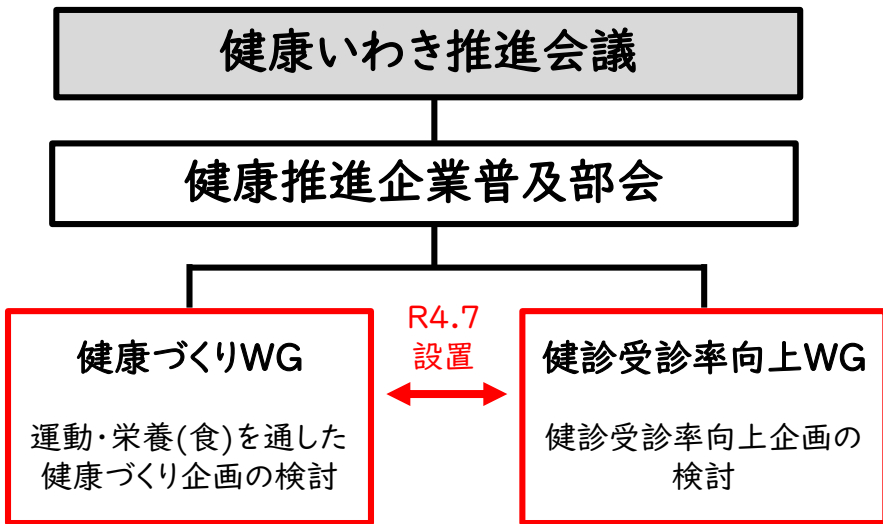 健康いわき推進会議
健康推進企業普及部会
R4.7
設置
健康づくりWG
運動・栄養(食)を通した
健康づくり企画の検討
健診受診率向上WG
健診受診率向上企画の
検討